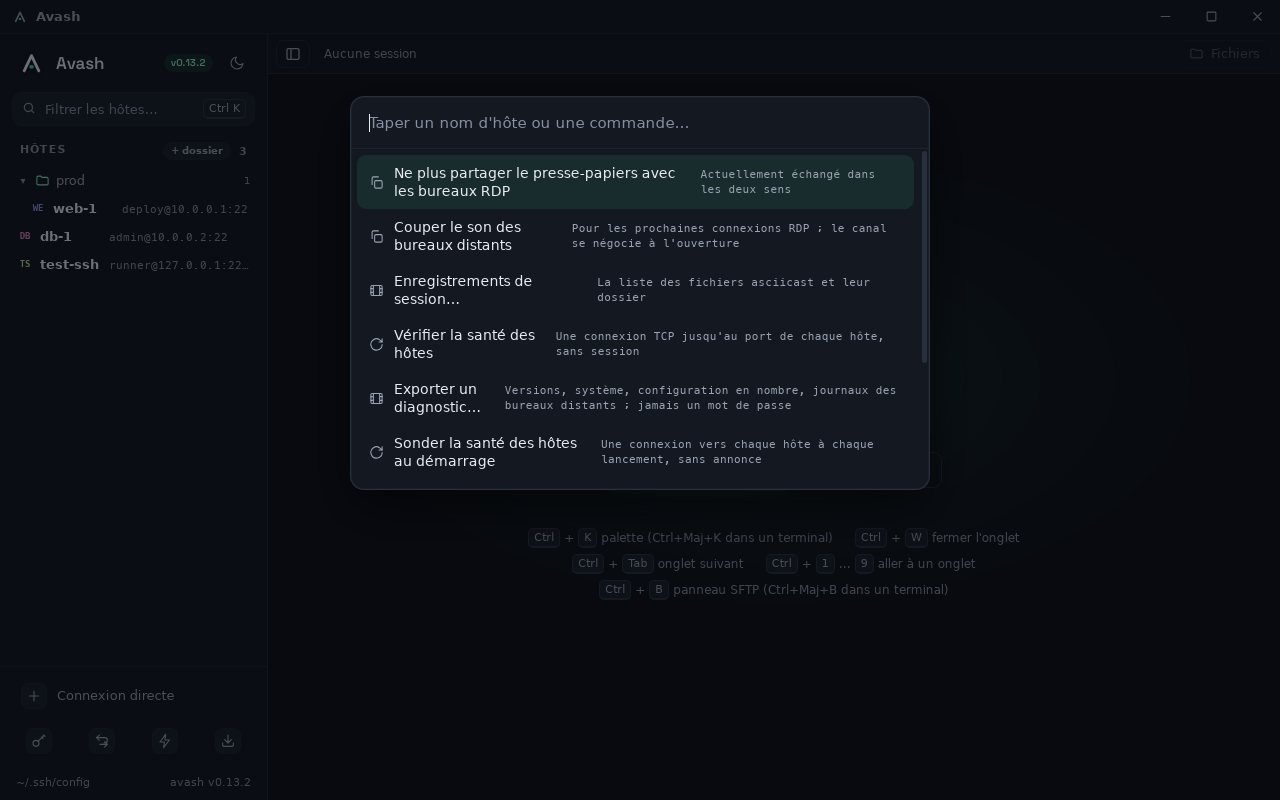 Avash
Avash
v0.13.2
Aucune session
Fichiers
Filtrer les hôtes…
Ctrl K
HÔTES
+ dossier
3
▾ prod
1
WE web-1 deploy@10.0.0.1:22
DB db-1 admin@10.0.0.2:22
TS test-ssh runner@127.0.0.1:22…
Taper un nom d'hôte ou une commande…
Ne plus partager le presse-papiers avec
les bureaux RDP
Actuellement échangé dans
les deux sens
Couper le son des
bureaux distants
Pour les prochaines connexions RDP ; le canal
se négocie à l'ouverture
Enregistrements de
session…
La liste des fichiers asciicast et leur
dossier
Vérifier la santé des
hôtes
Une connexion TCP jusqu'au port de chaque hôte,
sans session
Exporter un
diagnostic…
Versions, système, configuration en nombre, journaux des
bureaux distants ; jamais un mot de passe
Sonder la santé des hôtes
au démarrage
Une connexion vers chaque hôte à chaque
lancement, sans annonce
Ctrl + K palette (Ctrl+Maj+K dans un terminal) Ctrl + W fermer l'onglet
Ctrl + Tab onglet suivant Ctrl + 1 … 9 aller à un onglet
Ctrl + B panneau SFTP (Ctrl+Maj+B dans un terminal)
Connexion directe
~/.ssh/config
avash v0.13.2